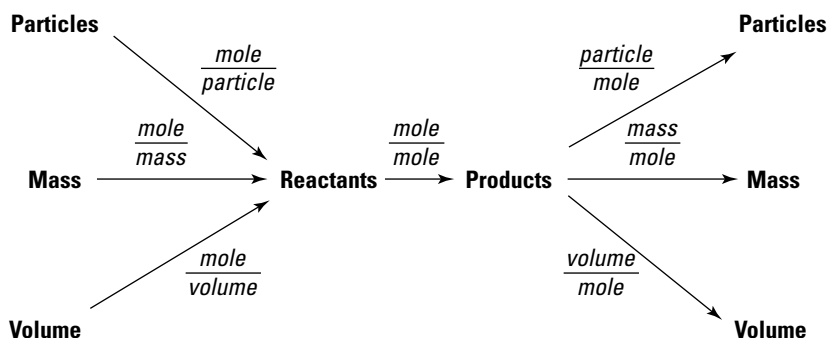 Particles
Particles
mole
particle
particle
mole
mole
mass
mole
mole
mass
mole
Mass
Reactants
Products
Mass
mole
volume
volume
mole
Volume
Volume